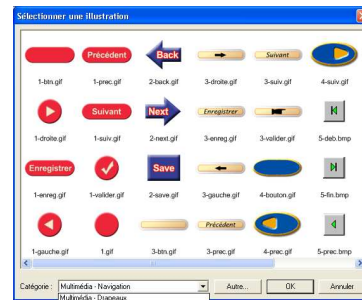 Sélectionner une illustration
Précédent Back Suivant
1-btn.gif 1-prec.gif 2-back.gif 3-droite.gif 3-suiv.gif 4-suiv.gif
Suivant Next Enregistrer
1-droite.gif 1-suiv.gif 2-next.gif 3-enreg.gif 3-valider.gif 5-deb.bmp
Enregistrer Save
1-enreg.gif 1-valider.gif 2-save.gif 3-gauche.gif 4-bouton.gif 5-fin.bmp
Précédent
1-gauche.gif 1.gif 3-btn.gif 3-prec.gif 4-prec.gif 5-prec.bmp
Catégorie : Multimédia - Navigation Autre... OK Annuler
Multimédia - Drapeaux